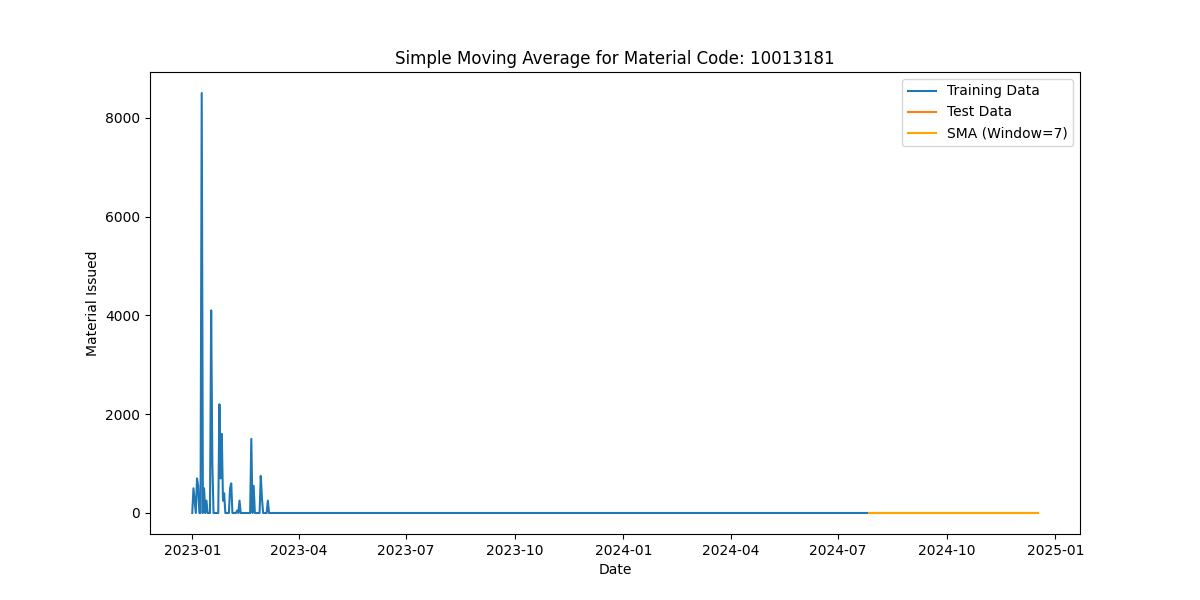 Simple Moving Average for Material Code: 10013181
Training Data
Test Data
SMA (Window=7)
8000
6000
4000
2000
0
Material Issued
2023-01 2023-04 2023-07 2023-10 2024-01 2024-04 2024-07 2024-10 2025-01
Date